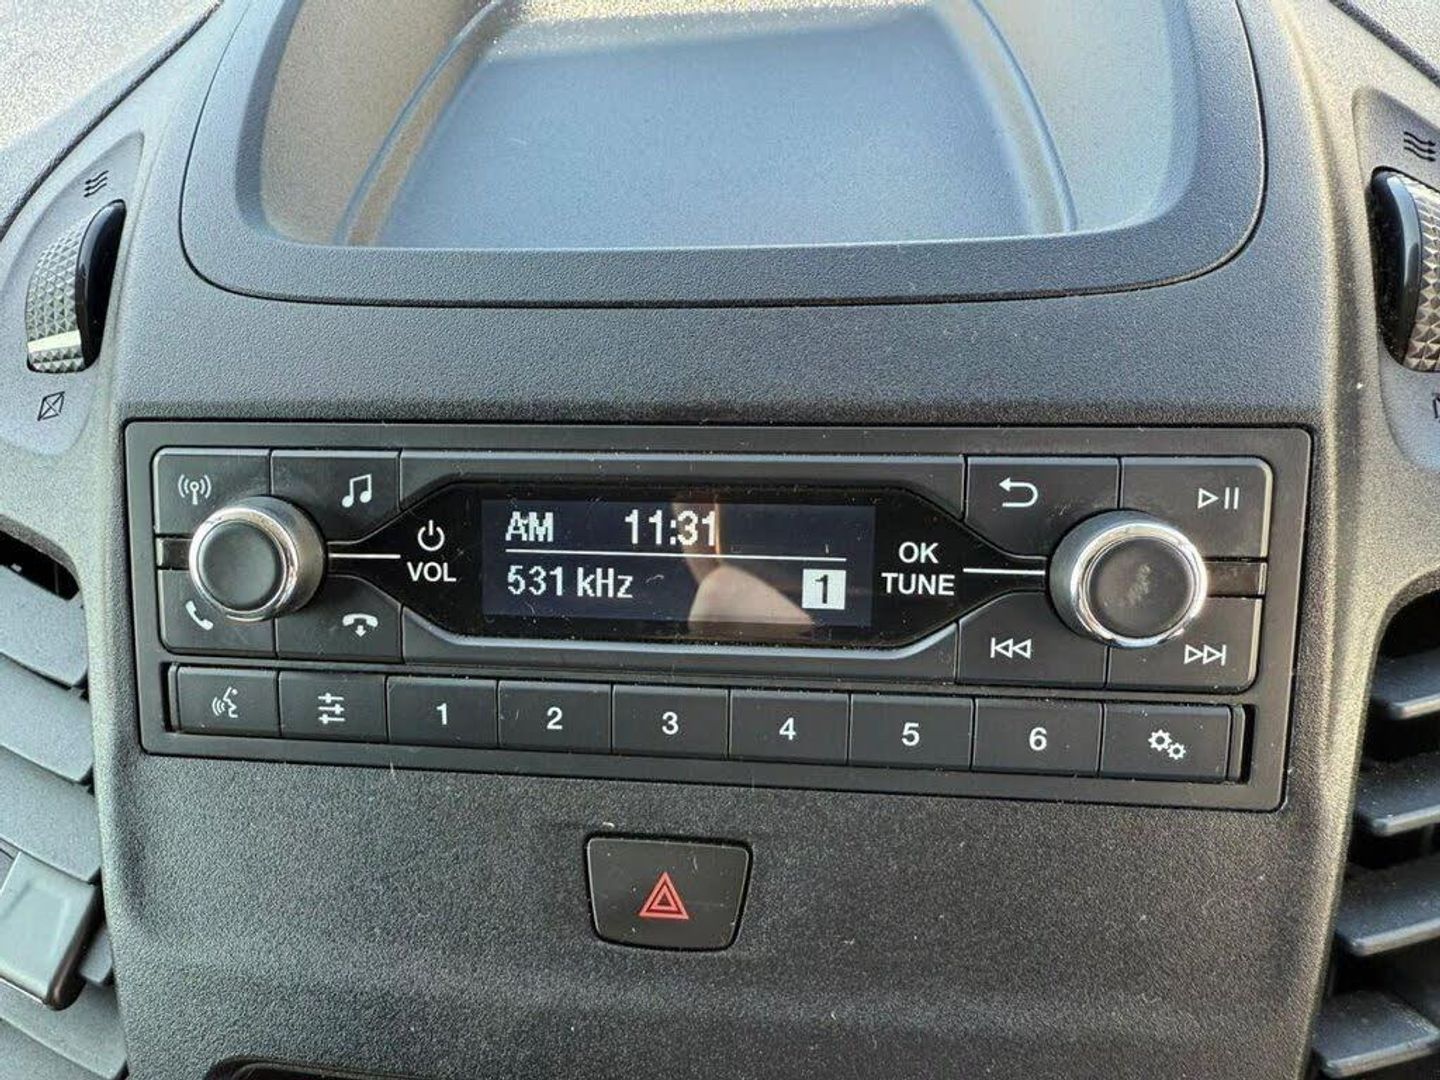 AM 11:31
531 kHz 1
VOL
OK
TUNE
1 2 3 4 5 6